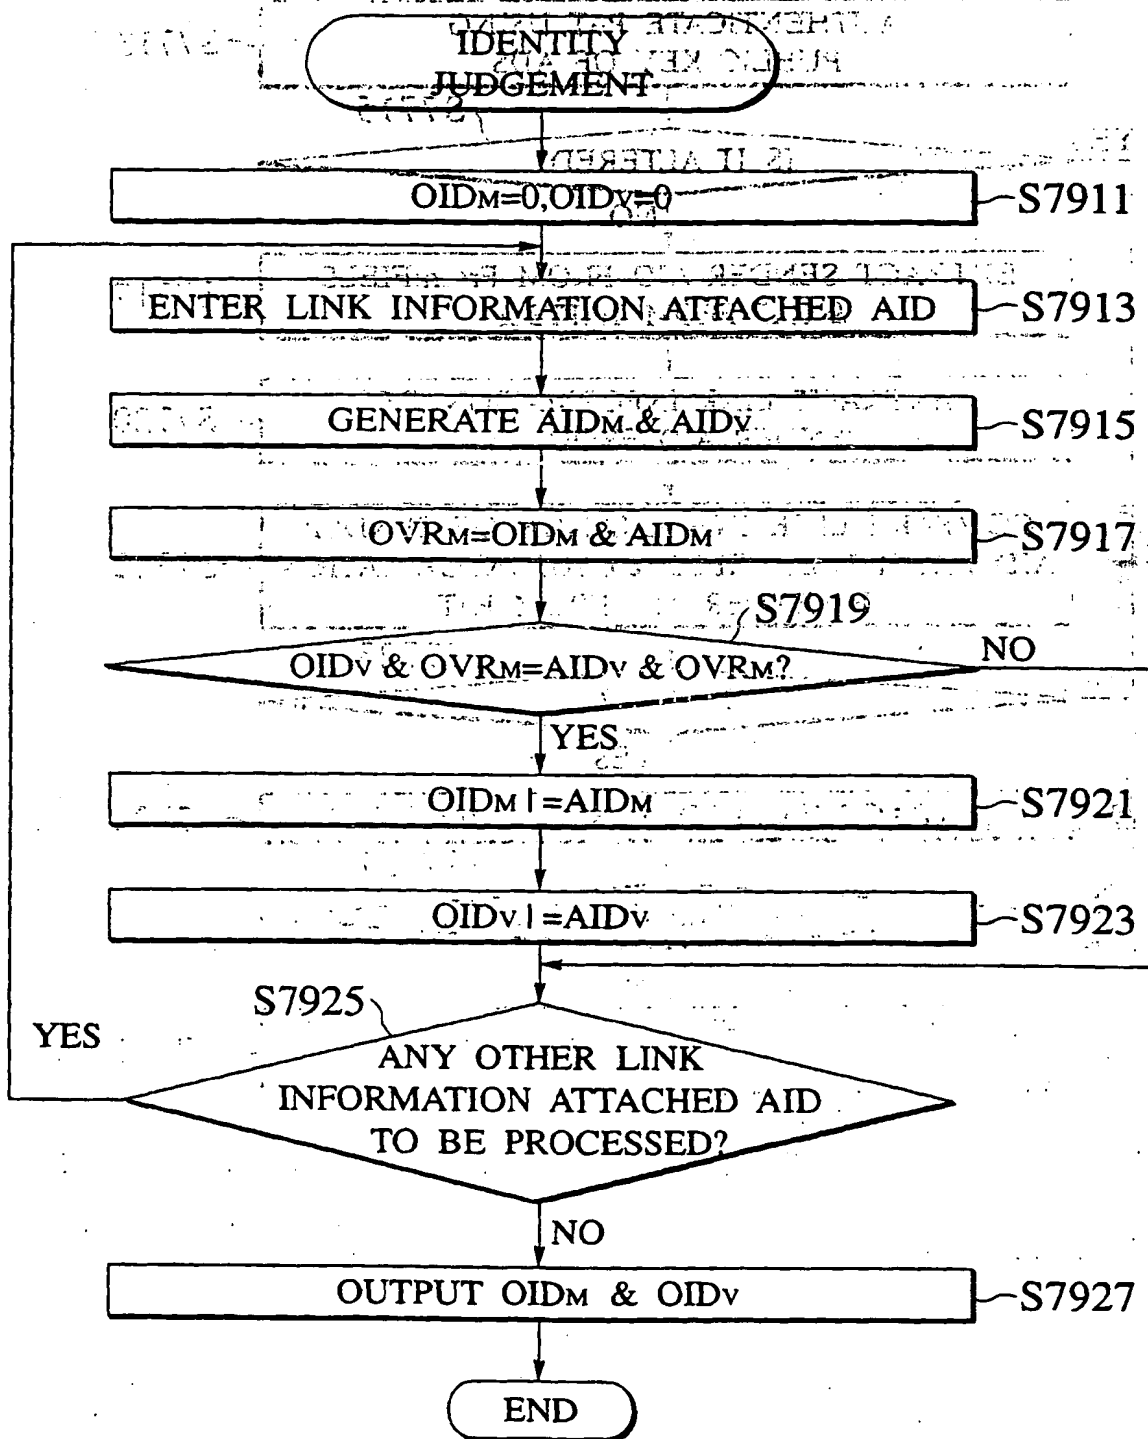 IDENTITY
JUDGEMENT
OIDM=0,OIDV=0
S7911
ENTER LINK INFORMATION ATTACHED AID
S7913
GENERATE AIDM & AIDV
S7915
OVRM=OIDM & AIDM
S7917
S7919
OIDV & OVRM=AIDV & OVRM?
NO
YES
OIDM |=AIDM
S7921
OIDV |=AIDV
S7923
S7925
YES
ANY OTHER LINK
INFORMATION ATTACHED AID
TO BE PROCESSED?
NO
OUTPUT OIDM & OIDV
S7927
END